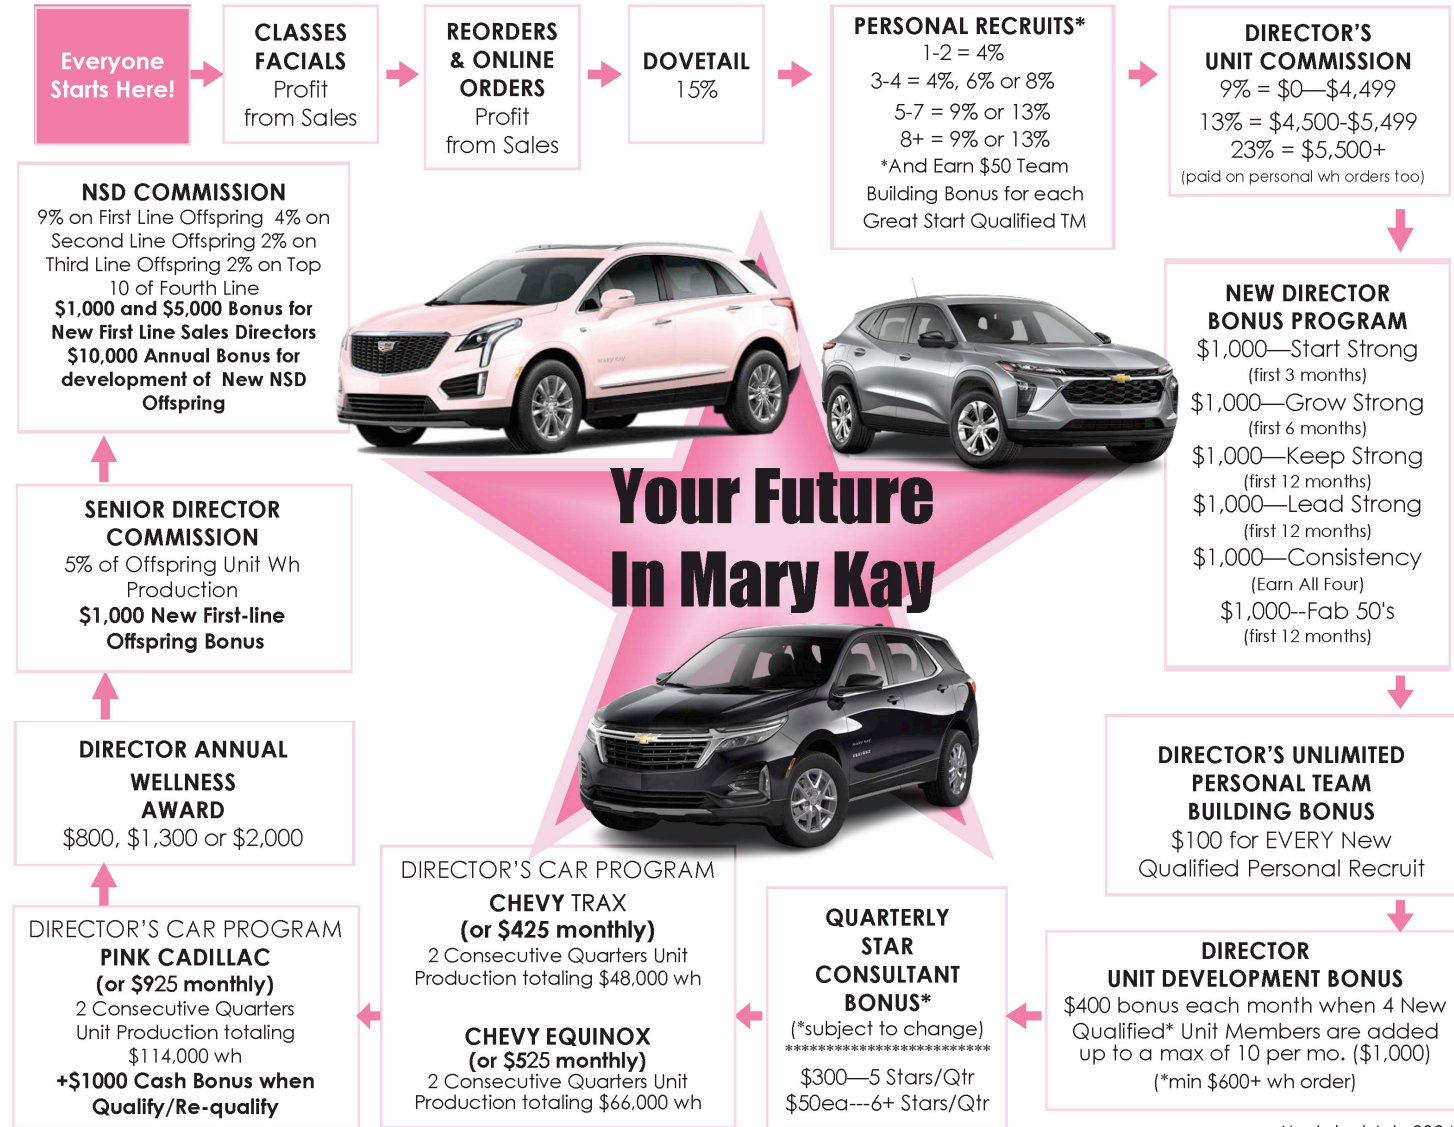 Everyone
Starts Here!
CLASSES
FACIALS
Profit
from Sales
REORDERS
& ONLINE
ORDERS
Profit
from Sales
DOVETAIL
15%
PERSONAL RECRUITS*
1-2 = 4%
3-4 = 4%, 6% or 8%
5-7 = 9% or 13%
8+ = 9% or 13%
*And Earn $50 Team
Building Bonus for each
Great Start Qualified TM
DIRECTOR'S
UNIT COMMISSION
9% = $0—$4,499
13% = $4,500-$5,499
23% = $5,500+
(paid on personal wh orders too)
NEW DIRECTOR
BONUS PROGRAM
$1,000—Start Strong
(first 3 months)
$1,000—Grow Strong
(first 6 months)
$1,000—Keep Strong
(first 12 months)
$1,000—Lead Strong
(first 12 months)
$1,000—Consistency
(Earn All Four)
$1,000--Fab 50's
(first 12 months)
DIRECTOR'S UNLIMITED
PERSONAL TEAM
BUILDING BONUS
$100 for EVERY New
Qualified Personal Recruit
DIRECTOR
UNIT DEVELOPMENT BONUS
$400 bonus each month when 4 New
Qualified* Unit Members are added
up to a max of 10 per mo. ($1,000)
(*min $600+ wh order)
QUARTERLY
STAR
CONSULTANT
BONUS*
(*subject to change)
*************************
$300—5 Stars/Qtr
$50ea---6+ Stars/Qtr
DIRECTOR'S CAR PROGRAM
CHEVY TRAX
(or $425 monthly)
2 Consecutive Quarters Unit
Production totaling $48,000 wh
CHEVY EQUINOX
(or $525 monthly)
2 Consecutive Quarters Unit
Production totaling $66,000 wh
DIRECTOR'S CAR PROGRAM
PINK CADILLAC
(or $925 monthly)
2 Consecutive Quarters
Unit Production totaling
$114,000 wh
+$1000 Cash Bonus when
Qualify/Re-qualify
DIRECTOR ANNUAL
WELLNESS
AWARD
$800, $1,300 or $2,000
SENIOR DIRECTOR
COMMISSION
5% of Offspring Unit Wh
Production
$1,000 New First-line
Offspring Bonus
NSD COMMISSION
9% on First Line Offspring 4% on
Second Line Offspring 2% on
Third Line Offspring 2% on Top
10 of Fourth Line
$1,000 and $5,000 Bonus for
New First Line Sales Directors
$10,000 Annual Bonus for
development of New NSD
Offspring
Your Future
In Mary Kay
MARY KAY
MARY KAY